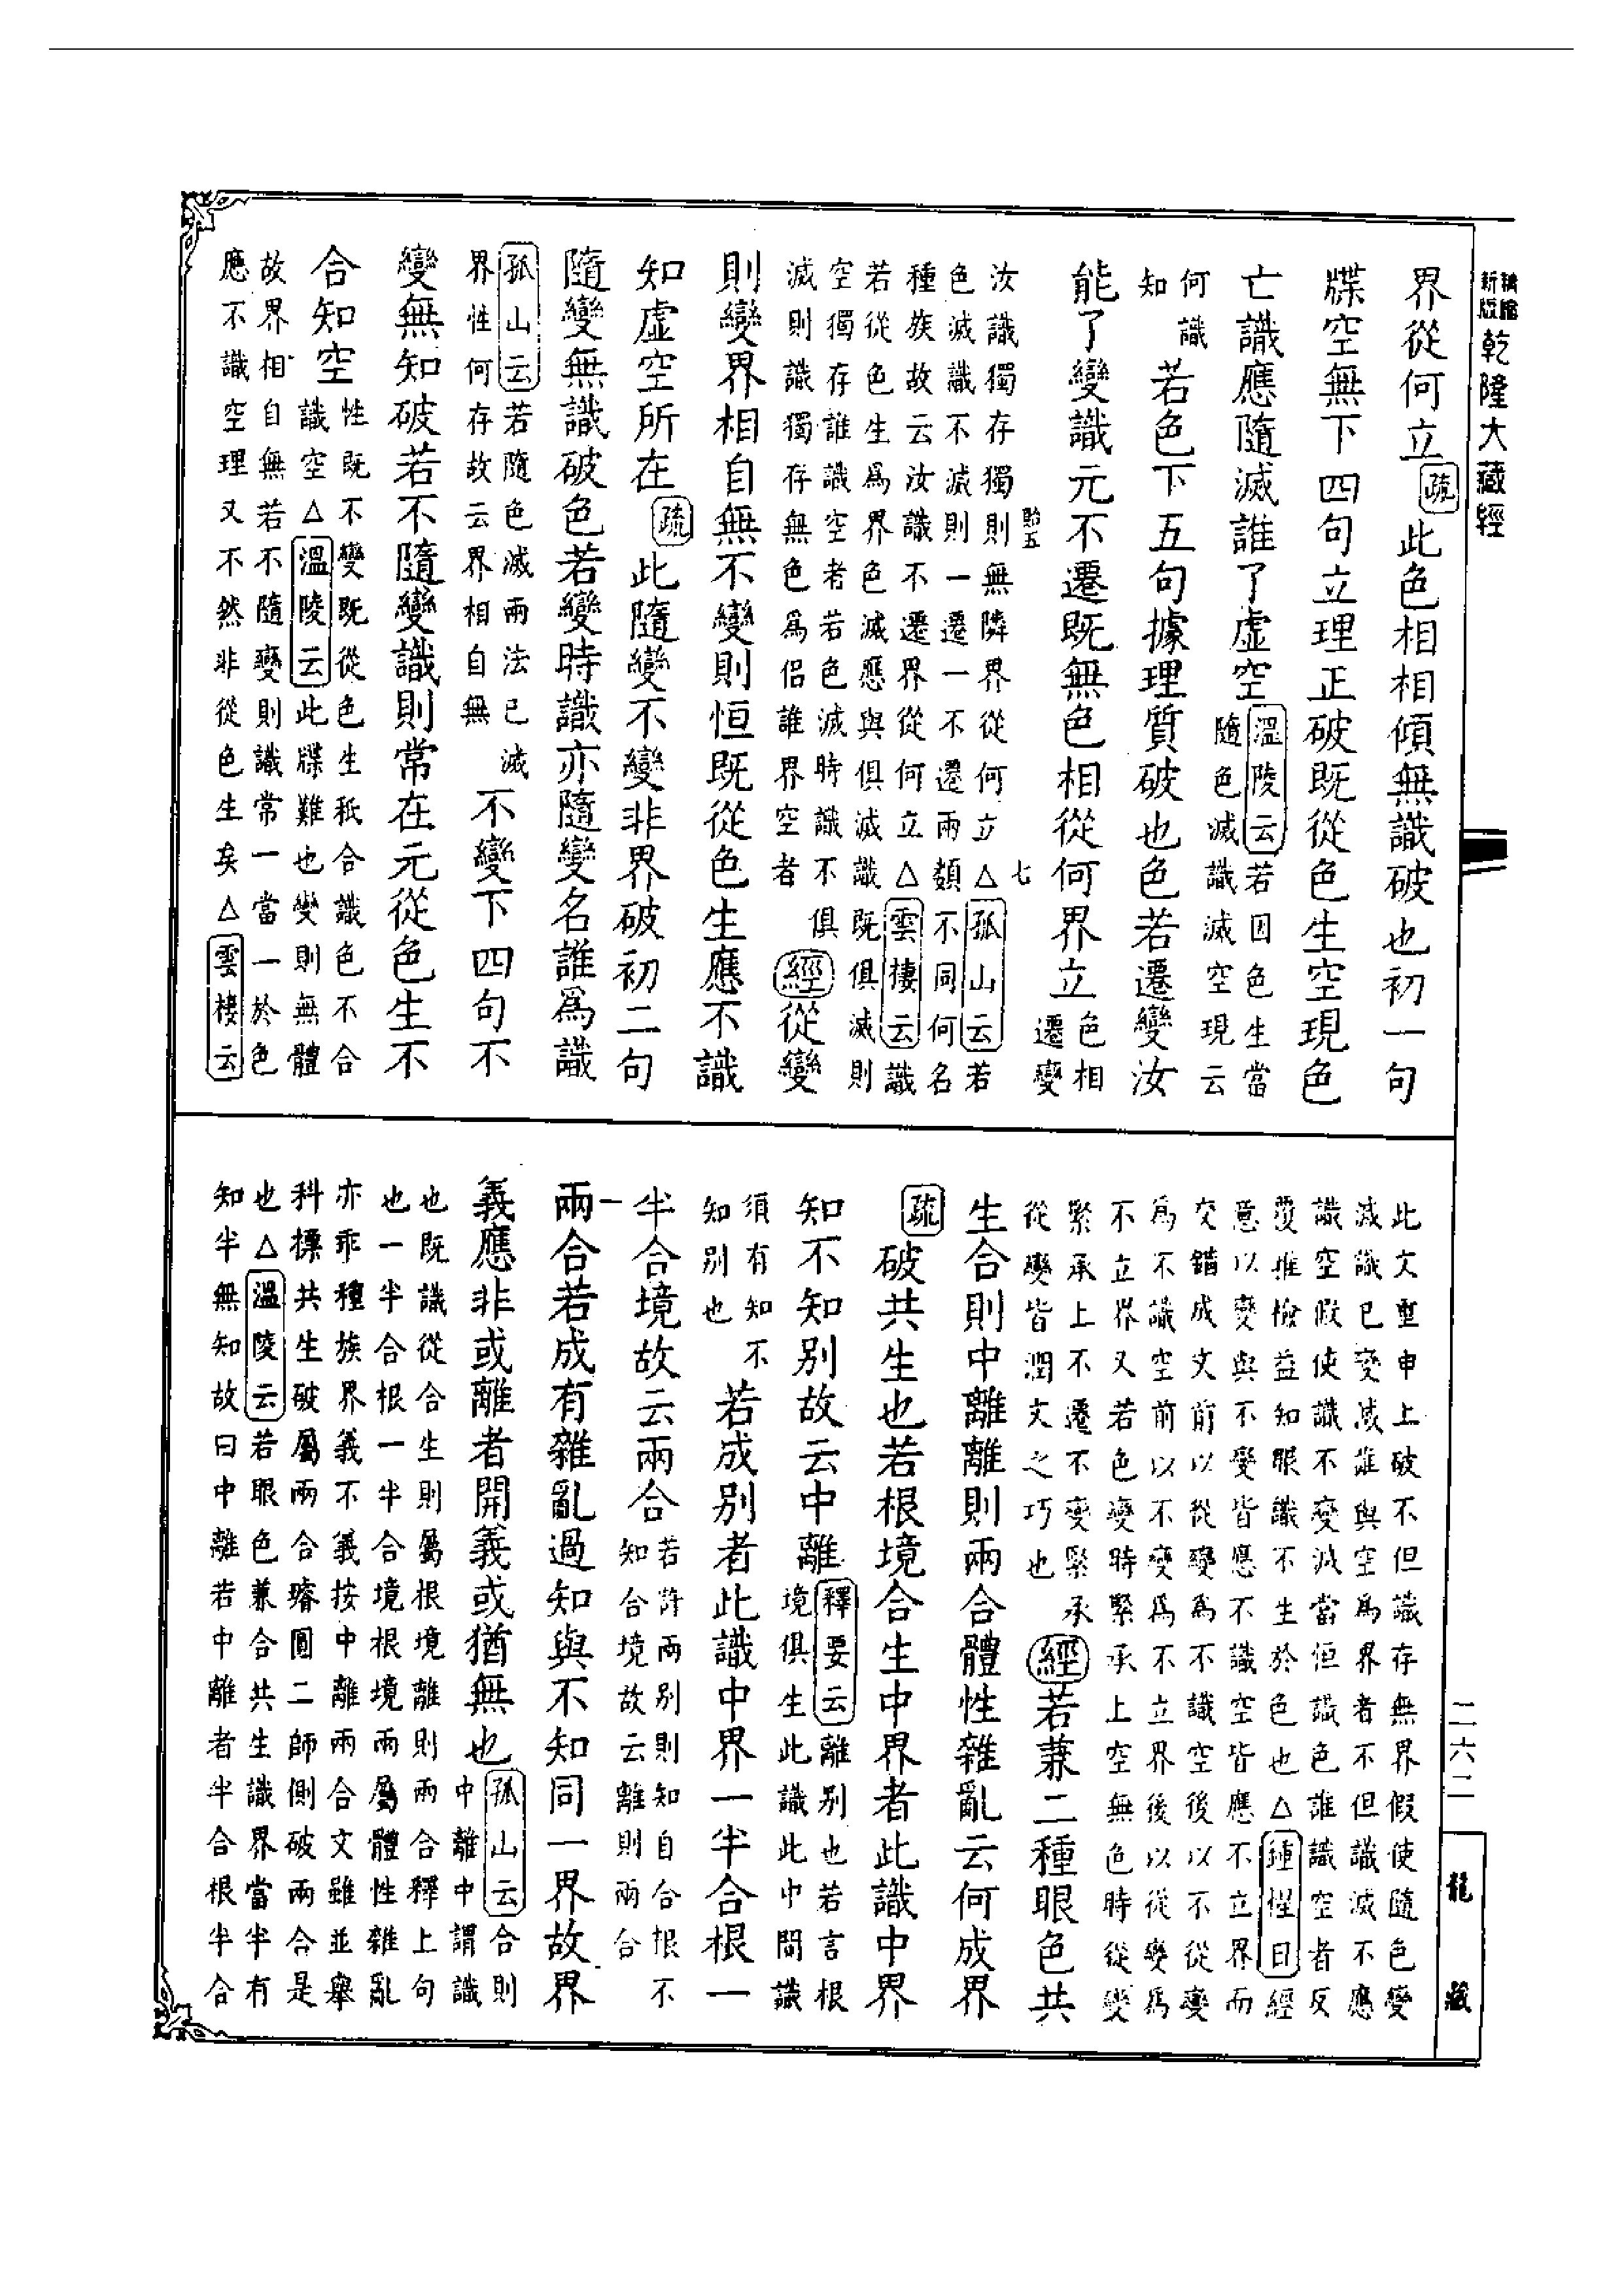 精縮新版乾隆大藏經
界從何立疏此色相相傾無識破也初一句
牒空無下四句立理正破既從色生空現色
亡識應隨滅誰了虛空溫陵云若因色生當
隨色滅識滅空現云
何識
知若色下五句據理質破也色若遷變汝
能了變識元不遷既無色相從何界立色相
遷變
七
汝識獨存獨則無隣界從何立△孤山云若
色滅識不滅則一遷一不遷兩類不同何名
種族故云汝識不遷界從何立△雲棲云識
若從色生爲界色滅應與俱滅識既俱滅則
空獨存誰識空者若色滅時識不俱
滅則識獨存無色爲侶誰界空者經從變
則變界相自無不變則恒既從色生應不識
知虛空所在疏此隨變不變非界破初二句
隨變無識破色若變時識亦隨變名誰爲識
孤山云若隨色滅兩法已滅
界性何存故云界相自無不變下四句不
變無知破若不隨變識則常在元從色生不
合知空性既不變既從色生秖合識色不合
識空△溫陵云此牒難也變則無體
故界相自無若不隨變則識常一當一於色
應不識空理又不然非從色生矣△雲棲云
此文重申上破不但識存無界假使隨色變
滅識已變滅誰與空爲界者不但識滅不應
識空假使識不變滅當恒識色誰識空者反
覆推檢益知眼識不生於色也△鍾惺曰經
意以變與不變皆應不識空皆應不立界而
交錯成文前以從變爲不識空後以不從變
爲不識空前以不變爲不立界後以從變爲
不立界又若色變時緊承上空無色時從變
緊承上不遷不變緊承
從變皆潤文之巧也經若兼二種眼色共
生合則中離離則兩合體性雜亂云何成界
疏破共生也若根境合生中界者此識中界
知不知別故云中離釋要云離別也若言根
境俱生此識此中間識
須有知不
知別也若成別者此識中界一半合根一
半合境故云兩合若許兩別則知自合根不
知合境故云離則兩合
兩合若成有雜亂過知與不知同一界故界
義應非或離者開義或猶無也孤山云合則
中離中謂識
也既識從合生則屬根境離則兩合釋上句
也一半合根一半合境根境兩屬體性雜亂
亦乖種族界義不義按中離兩合文雖並舉
科標共生破屬兩合璿圓二師側破兩合是
也△溫陵云若眼色兼合共生識界當半有
知半無知故曰中離若中離者半合根半合
二六二
龍藏